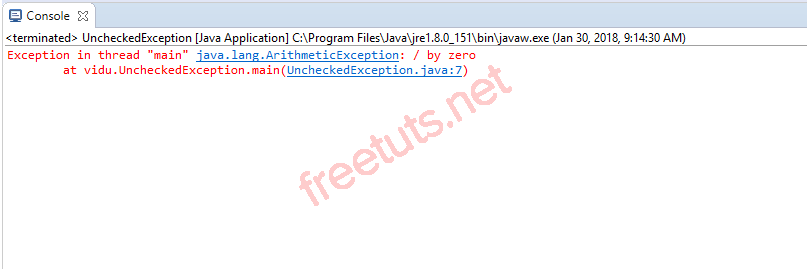 Console
<terminated> UncheckedException [Java Application] C:\Program Files\Java\jre1.8.0_151\bin\javaw.exe (Jan 30, 2018, 9:14:30 AM)
Exception in thread "main" java.lang.ArithmeticException: / by zero
at vidu.UncheckedException.main(UncheckedException.java:7)
freetuts.net